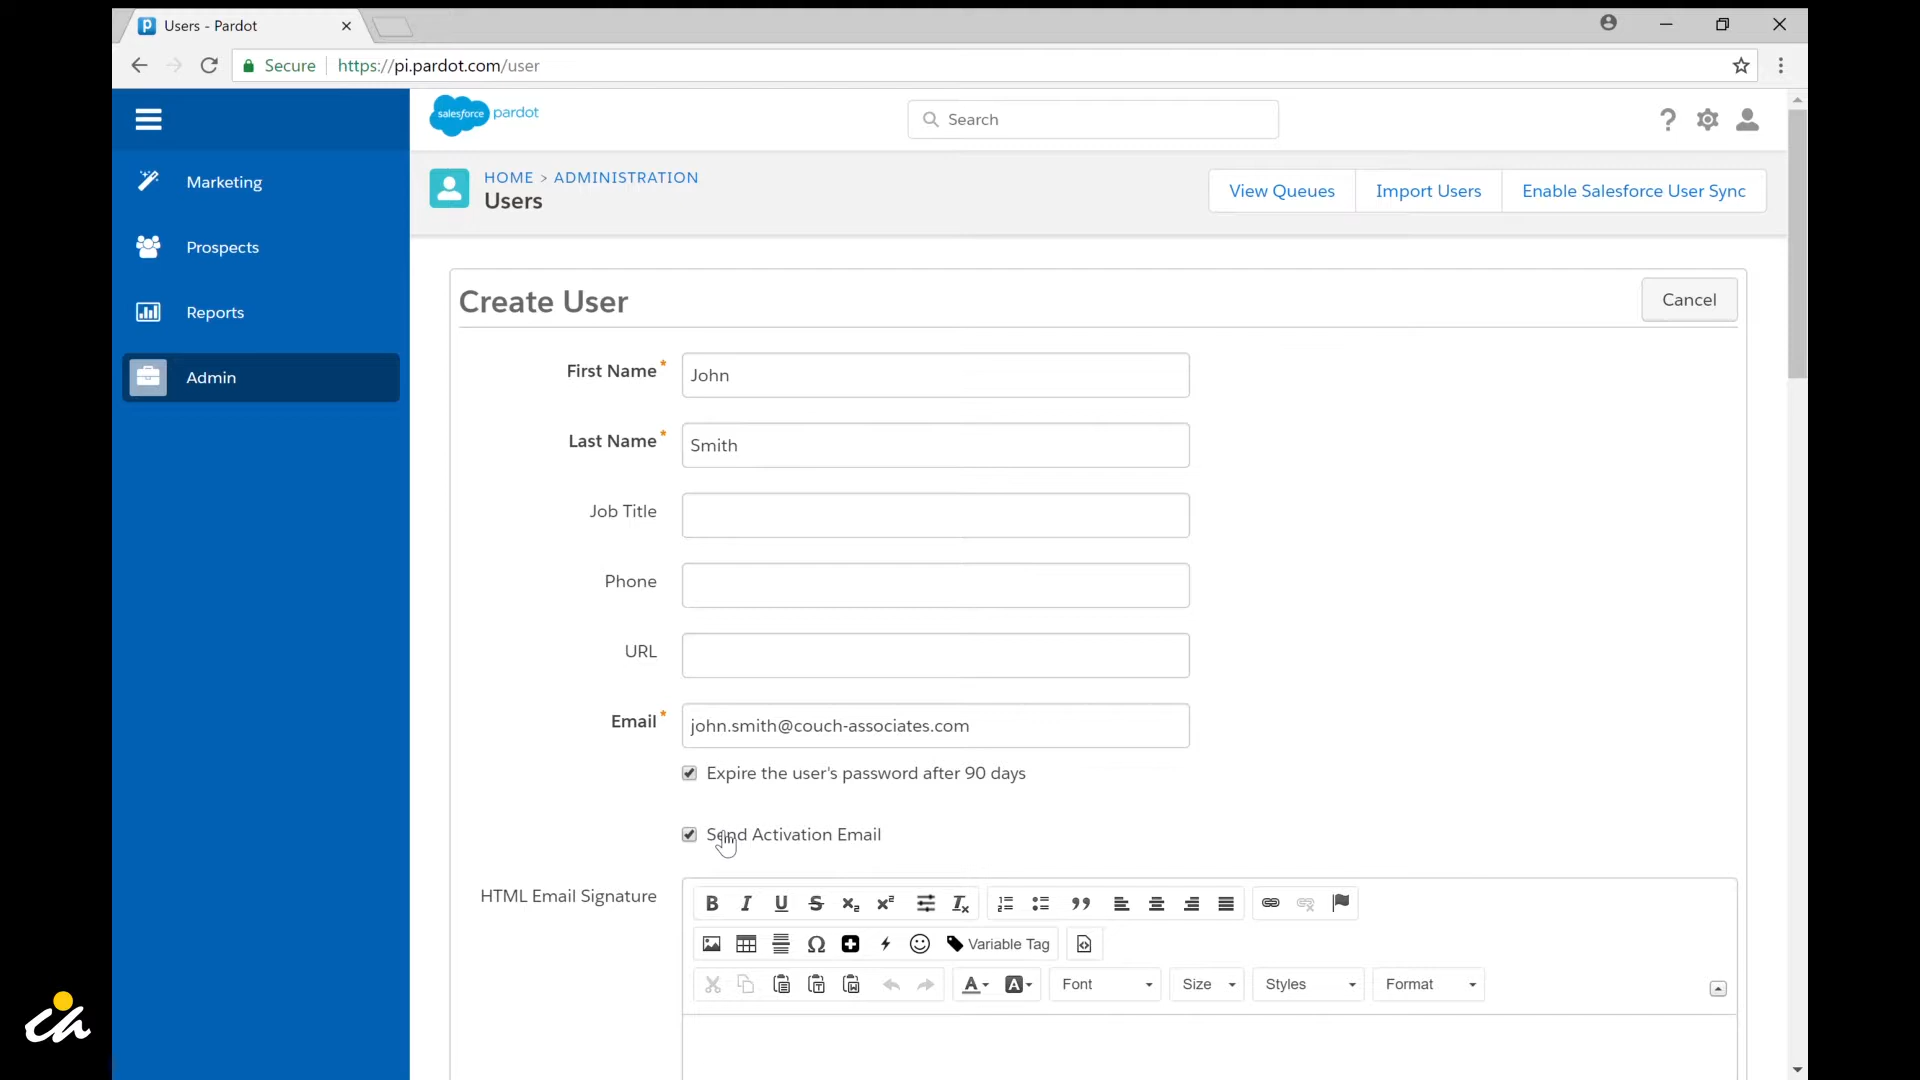 Users - Pardot
Secure https://pi.pardot.com/user
salesforce pardot
Search
Marketing
Prospects
Reports
Admin
HOME > ADMINISTRATION
Users
View Queues
Import Users
Enable Salesforce User Sync
Create User
Cancel
First Name*
John
Last Name*
Smith
Job Title
Phone
URL
Email*
john.smith@couch-associates.com
Expire the user's password after 90 days
Send Activation Email
HTML Email Signature
Variable Tag
Font
Size
Styles
Format